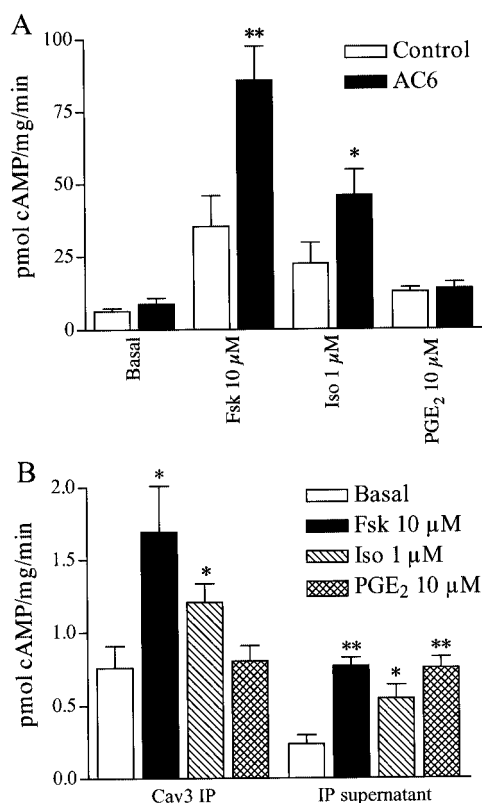 A
pmol cAMP/mg/min
100
75
50
25
0
**
*
Control
AC6
Basal
Fsk 10 µM
Iso 1 µM
PGE2 10 µM
B
pmol cAMP/mg/min
2.0
1.5
1.0
0.5
0.0
*
*
**
*
**
Basal
Fsk 10 µM
Iso 1 µM
PGE2 10 µM
Cav3 IP
IP supernatant